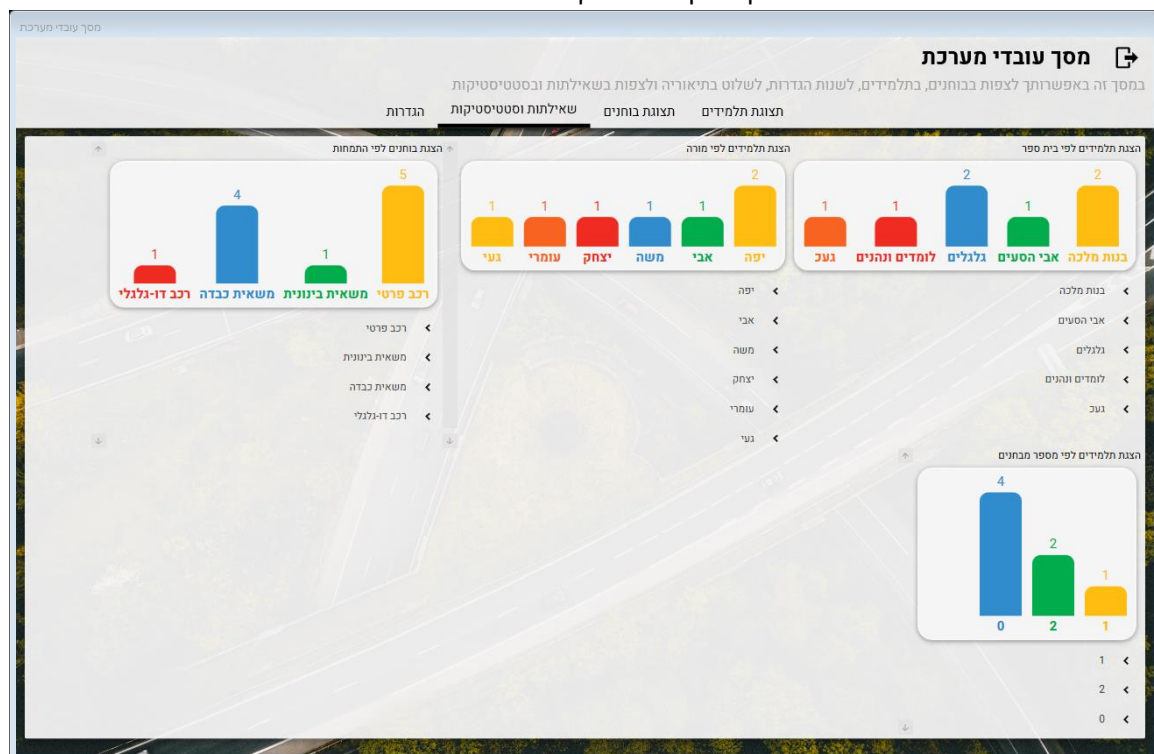 מסך עובדי מערכת
מסך עובדי מערכת
במסך זה באפשרותך לצפות בבוחנים, בתלמידים, לשנות הגדרות, לשלוט בתיאוריה ולצפות בשאילתות ובסטטיסטיקות
תצוגת תלמידים תצוגת בוחנים שאילתות וסטטיסטיקות הגדרות
הצגת תלמידים לפי בית ספר
2 1 2 1 1
בנות מלכה אבי הסעים גלגלים לומדים ונהנים געכ
בנות מלכה
אבי הסעים
גלגלים
לומדים ונהנים
געכ
הצגת תלמידים לפי מורה
2 1 1 1 1 1
יפה אבי משה יצחק עומרי געי
יפה
אבי
משה
יצחק
עומרי
געי
הצגת בוחנים לפי התמחות
5 1 4 1
רכב פרטי משאית בינונית משאית כבדה רכב דו-גלגלי
רכב פרטי
משאית בינונית
משאית כבדה
רכב דו-גלגלי
הצגת תלמידים לפי מספר מבחנים
1 2 4
1 2 0
1
2
0